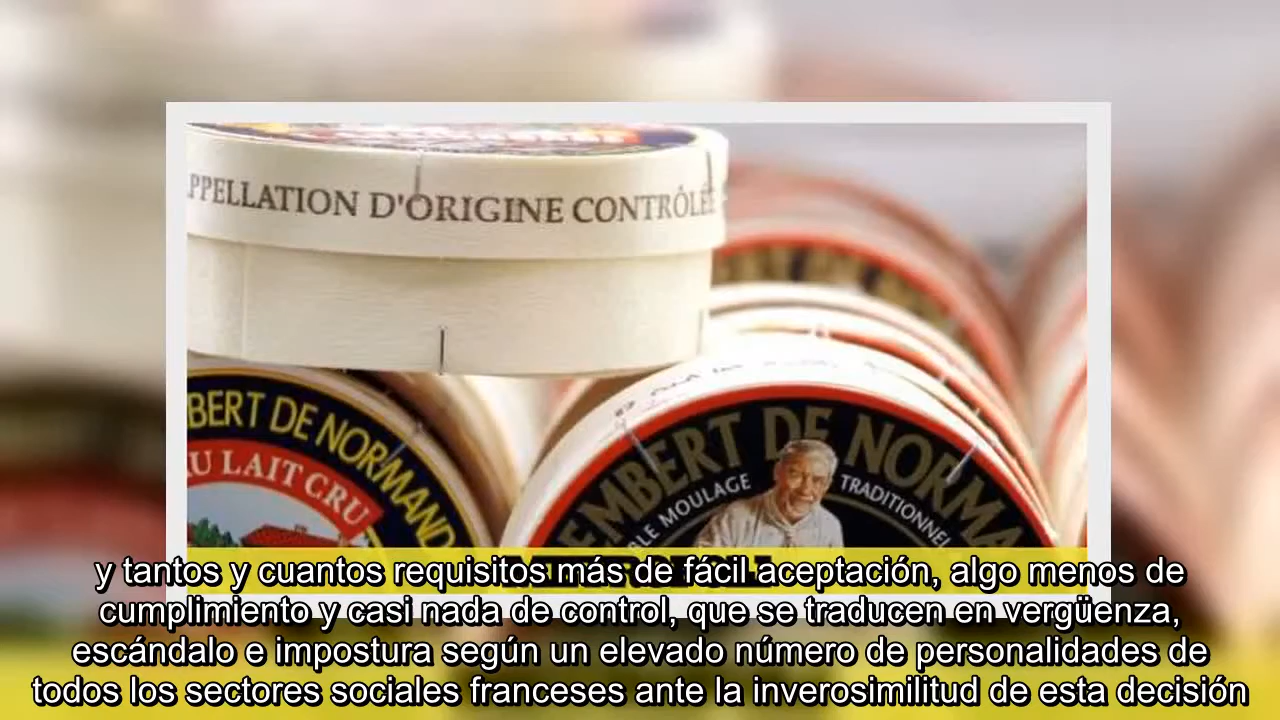 PPELLATION D'ORIGINE CONTRÔLÉE
BERT DE NORMAND
U LAIT CRU
EMBERT DE NORMA
BLE MOULAGE
TRADITIONNEL
y tantos y cuantos requisitos más de fácil aceptación, algo menos de
cumplimiento y casi nada de control, que se traducen en vergüenza,
escándalo e impostura según un elevado número de personalidades de
todos los sectores sociales franceses ante la inverosimilitud de esta decisión